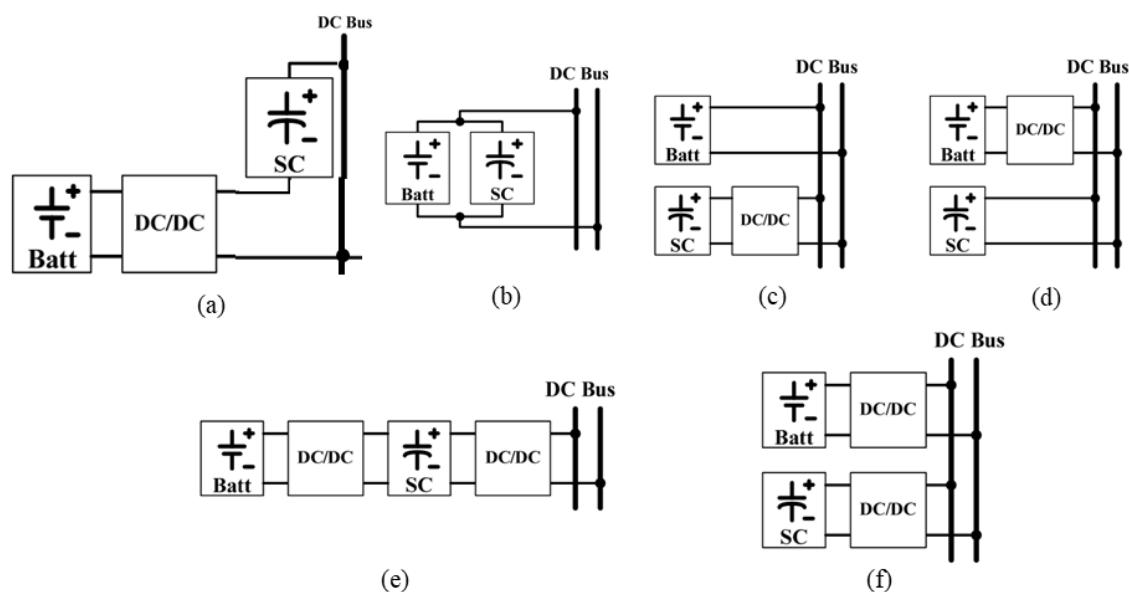 DC Bus
+
−
SC
+
−
Batt
DC/DC
(a)
DC Bus
+
−
Batt
+
−
SC
(b)
DC Bus
+
−
Batt
+
−
SC
DC/DC
(c)
DC Bus
+
−
Batt
DC/DC
+
−
SC
(d)
DC Bus
+
−
Batt
DC/DC
+
−
SC
DC/DC
(e)
DC Bus
+
−
Batt
DC/DC
+
−
SC
DC/DC
(f)